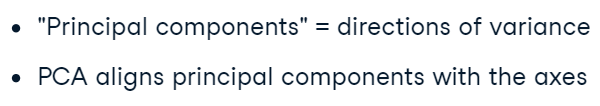 • "Principal components" = directions of variance
• PCA aligns principal components with the axes